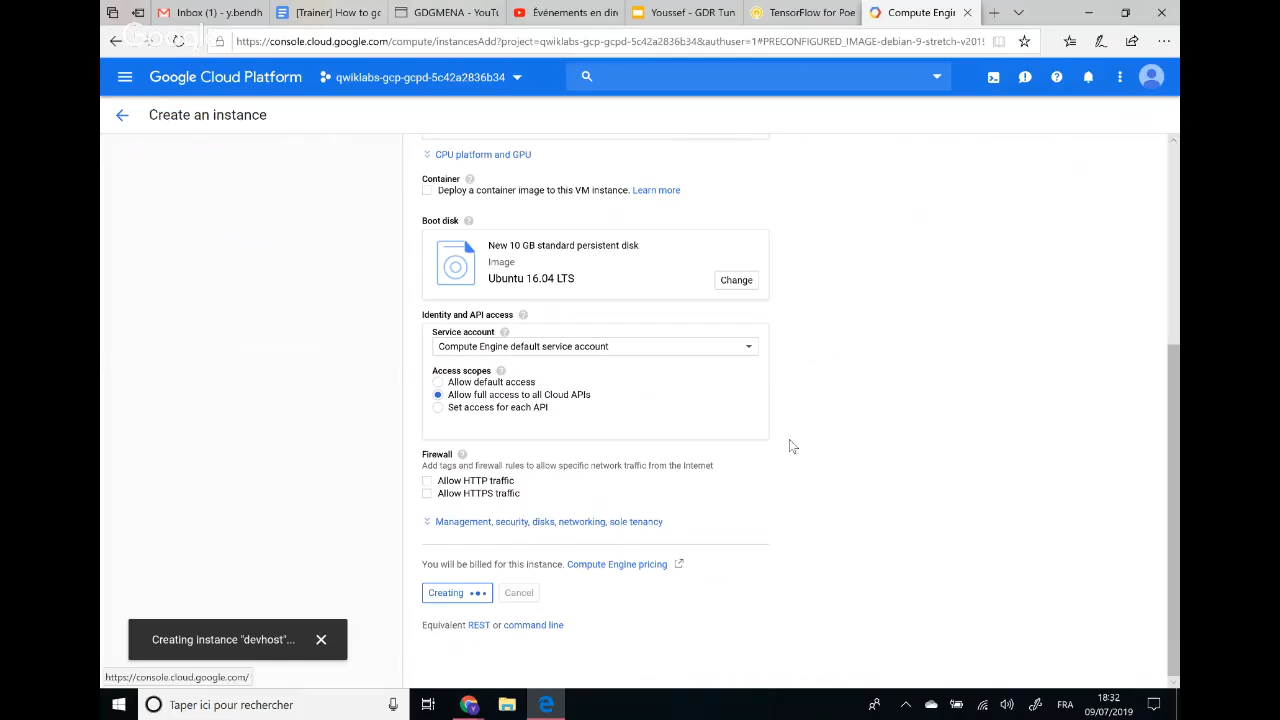 Inbox (1) - y.bendh
[Trainer] How to go
GDGMENA - YouTu
Événements en din
Youssef - GDR Tun
TensorFlow for Poe
Compute Engi
https://console.cloud.google.com/compute/instancesAdd?project=qwiklabs-gcp-gcpd-5c42a2836b34&authuser=1#PRECONFIGURED_IMAGE-debian-9-stretch-v2019
Google Cloud Platform
qwiklabs-gcp-gcpd-5c42a2836b34
Create an instance
CPU platform and GPU
Container
Deploy a container image to this VM instance. Learn more
Boot disk
New 10 GB standard persistent disk
Image
Ubuntu 16.04 LTS
Change
Identity and API access
Service account
Compute Engine default service account
Access scopes
Allow default access
Allow full access to all Cloud APIs
Set access for each API
Firewall
Add tags and firewall rules to allow specific network traffic from the Internet
Allow HTTP traffic
Allow HTTPS traffic
Management, security, disks, networking, sole tenancy
You will be billed for this instance. Compute Engine pricing
Creating
Cancel
Equivalent REST or command line
Creating instance "devhost"...
https://console.cloud.google.com/
Taper ici pour rechercher
FRA
18:32
09/07/2019